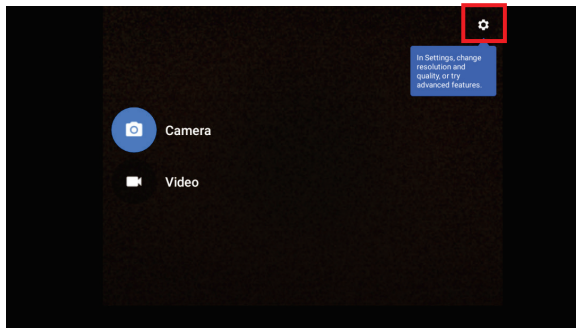 In Settings, change
resolution and
quality, or try
advanced features.
Camera
Video